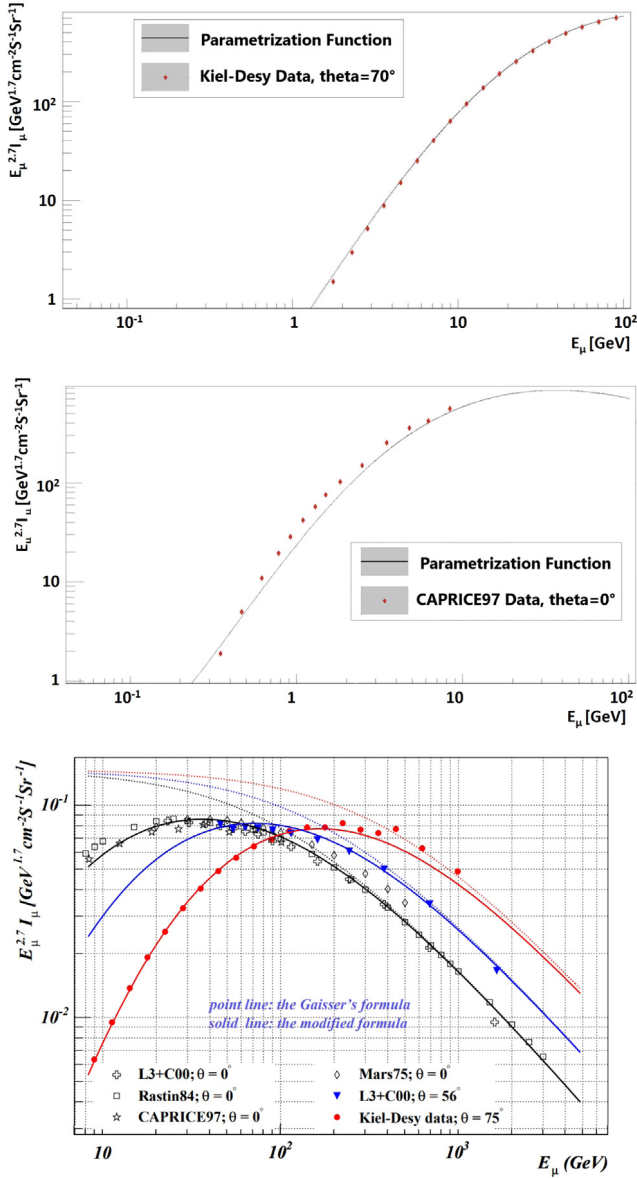 E_μ^2.7 I_μ [GeV^1.7 cm^-2 S^-1 Sr^-1]
Parametrization Function
Kiel-Desy Data, theta=70°
10^2
10
1
10^-1 1 10 10^2
E_μ [GeV]
E_μ^2.7 I_μ [GeV^1.7 cm^-2 S^-1 Sr^-1]
10^2
10
1
Parametrization Function
CAPRICE97 Data, theta=0°
10^-1 1 10 10^2
E_μ [GeV]
E_μ^2.7 I_μ [GeV^1.7 cm^-2 S^-1 Sr^-1]
10^-1
10^-2
point line: the Gaisser's formula
solid line: the modified formula
L3+C00; θ = 0° Mars75; θ = 0°
Rastin84; θ = 0° L3+C00; θ = 56°
CAPRICE97; θ = 0° Kiel-Desy data; θ = 75°
10 10^2 10^3
E_μ (GeV)